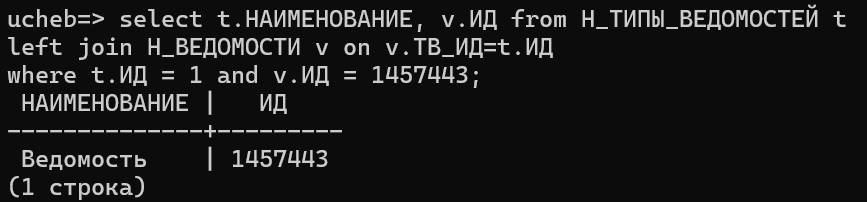 ucheb=> select t.НАИМЕНОВАНИЕ, v.ИД from Н_ТИПЫ_ВЕДОМОСТЕЙ t
left join Н_ВЕДОМОСТИ v on v.ТВ_ИД=t.ИД
where t.ИД = 1 and v.ИД = 1457443;
 НАИМЕНОВАНИЕ |   ИД
--------------+---------
 Ведомость    | 1457443
(1 строка)